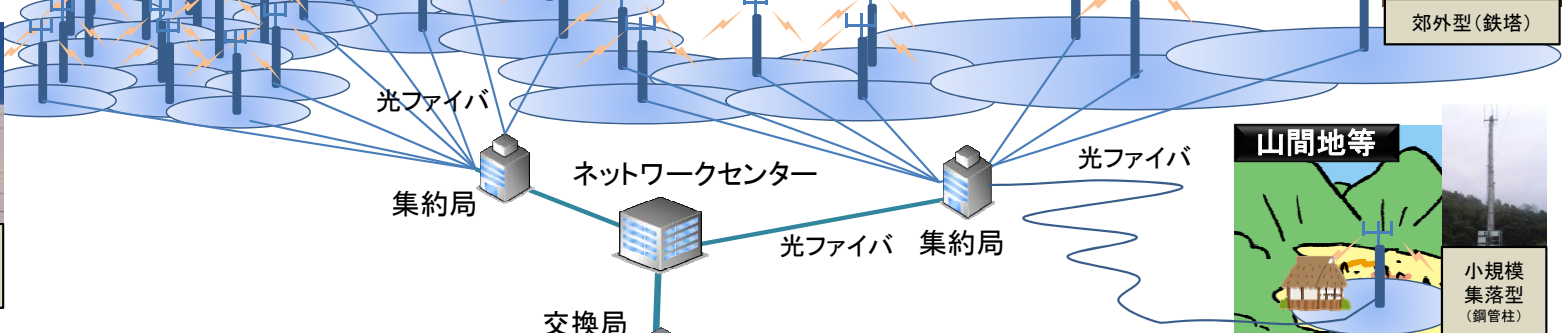 郊外型(鉄塔)
光ファイバ
山間地等
光ファイバ
ネットワークセンター
集約局
光ファイバ
集約局
小規模
集落型
(鋼管柱)
交換局